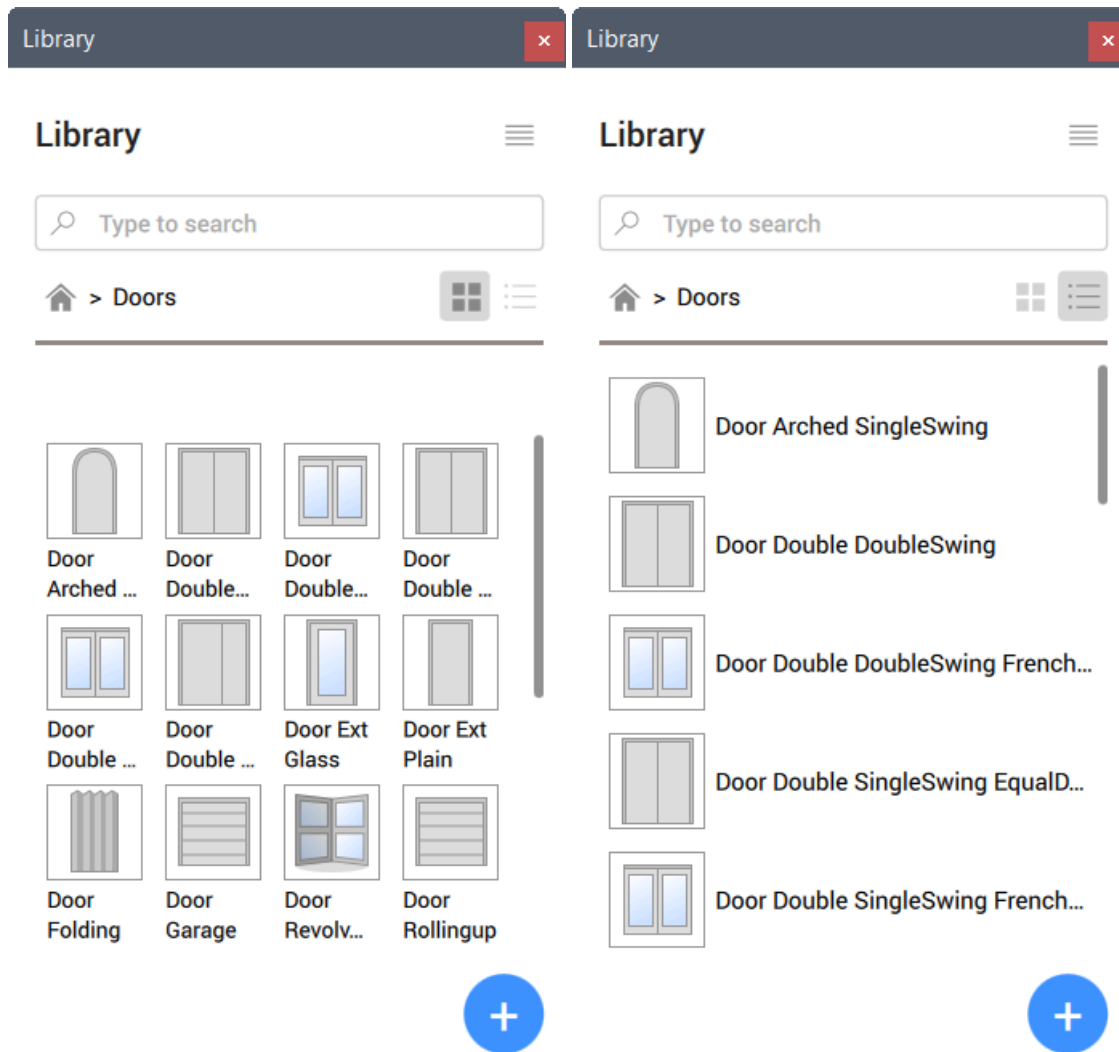 Library
Library
Type to search
> Doors
Door Door Door Door
Arched ... Double... Double... Double ...
Door Door Door Ext Door Ext
Double ... Double ... Glass Plain
Door Door Door Door
Folding Garage Revolv... Rollingup
+
Library
Library
Type to search
> Doors
Door Arched SingleSwing
Door Double DoubleSwing
Door Double DoubleSwing French...
Door Double SingleSwing EqualD...
Door Double SingleSwing French...
+